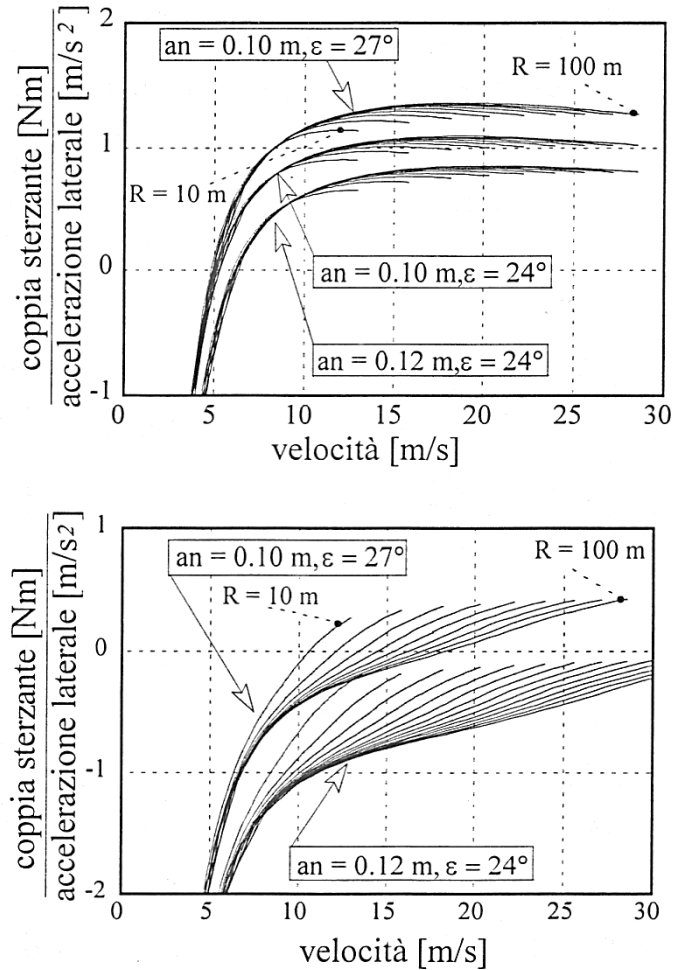 coppia sterzante [Nm]
accelerazione laterale [m/s²]
2
1
0
-1
an = 0.10 m, ε = 27°
R = 100 m
R = 10 m
an = 0.10 m, ε = 24°
an = 0.12 m, ε = 24°
0 5 10 15 20 25 30
velocità [m/s]
coppia sterzante [Nm]
accelerazione laterale [m/s²]
1
0
-1
-2
an = 0.10 m, ε = 27°
R = 100 m
R = 10 m
an = 0.12 m, ε = 24°
0 5 10 15 20 25 30
velocità [m/s]